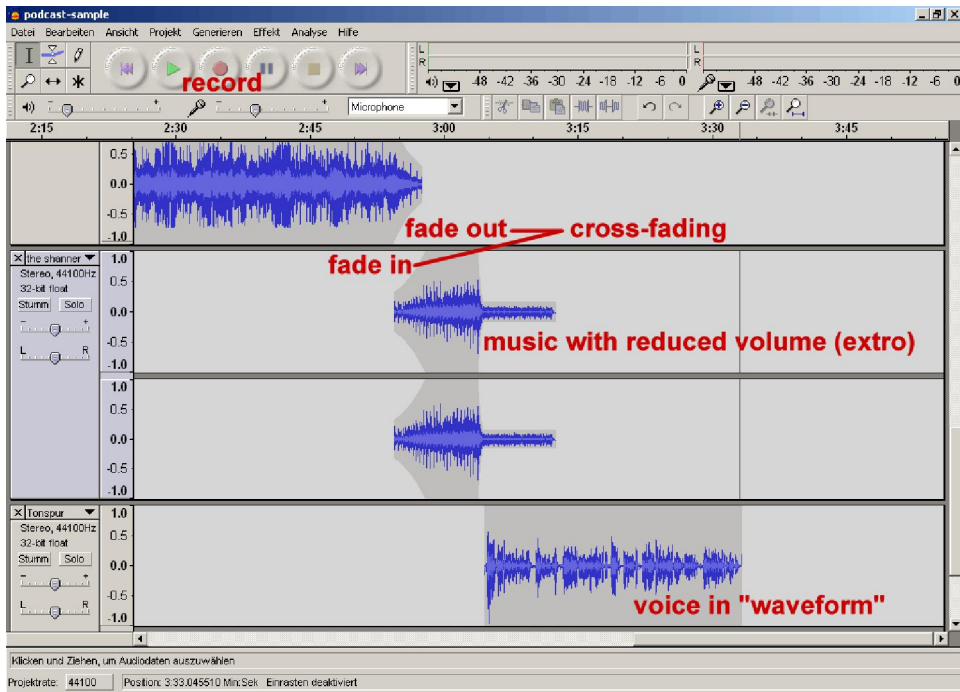 podcast-sample
Datei Bearbeiten Ansicht Projekt Generieren Effekt Analyse Hilfe
L
R
-48 -42 -36 -30 -24 -18 -12 -6 0
L
R
-48 -42 -36 -30 -24 -18 -12 -6 0
record
Microphone
2:15 2:30 2:45 3:00 3:15 3:30 3:45
0.5
0.0
-0.5
-1.0
fade out cross-fading
fade in
the shanner
Stereo, 44100Hz
32-bit float
Stumm Solo
- +
L R
1.0
0.5
0.0
-0.5
-1.0
music with reduced volume (extro)
1.0
0.5
0.0
-0.5
-1.0
Tonspur
Stereo, 44100Hz
32-bit float
Stumm Solo
- +
L R
1.0
0.5
0.0
-0.5
-1.0
voice in "waveform"
Klicken und Ziehen, um Audiodaten auszuwählen
Projektrate: 44100 Position: 3:33.045510 Min:Sek Einrasten deaktiviert